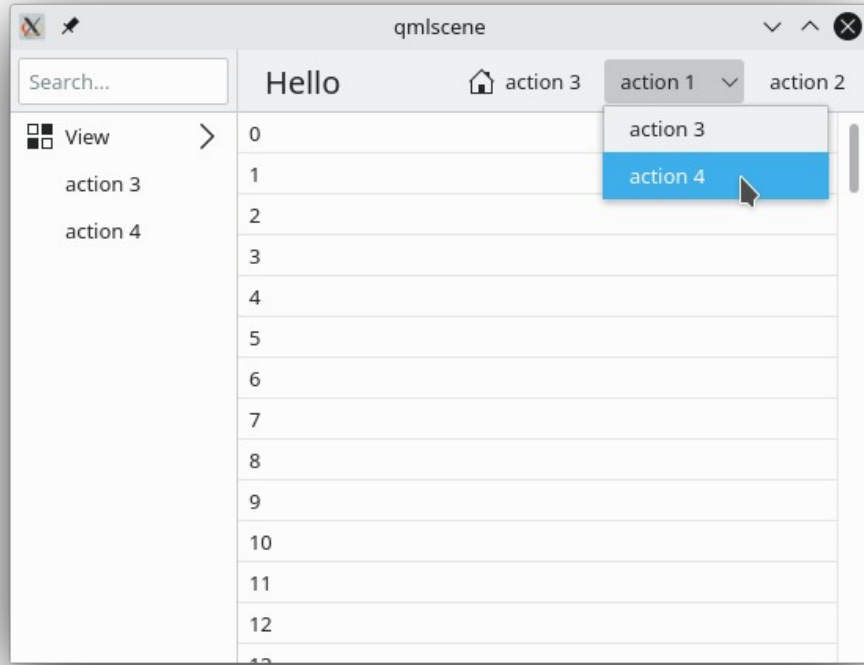 qmlscene
Search...
Hello
action 3
action 1
action 2
action 3
action 4
View
action 3
action 4
0
1
2
3
4
5
6
7
8
9
10
11
12